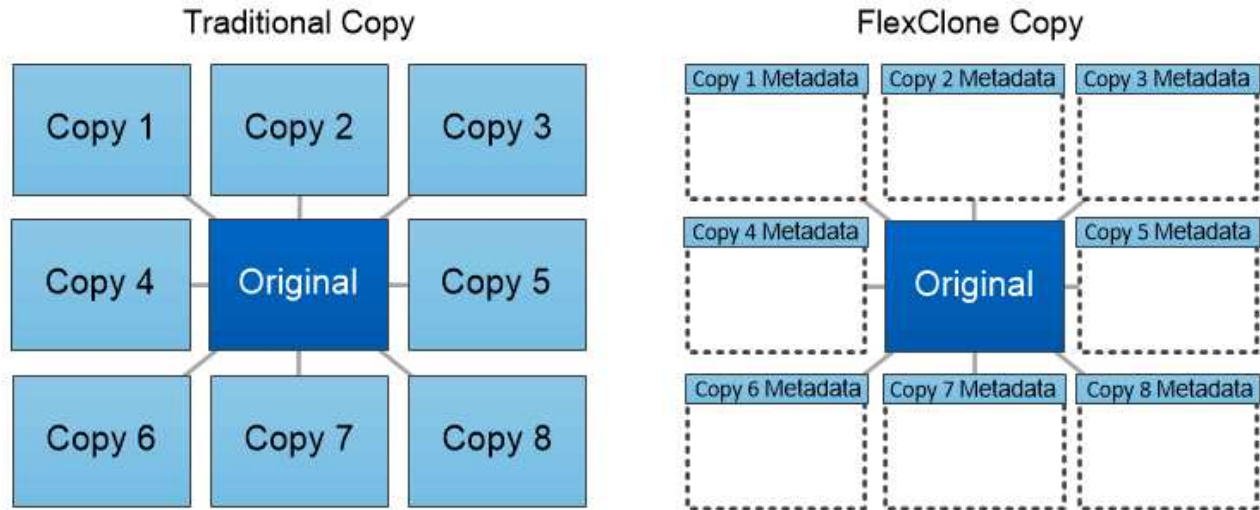 Traditional Copy
Copy 1
Copy 2
Copy 3
Copy 4
Original
Copy 5
Copy 6
Copy 7
Copy 8
FlexClone Copy
Copy 1 Metadata
Copy 2 Metadata
Copy 3 Metadata
Copy 4 Metadata
Original
Copy 5 Metadata
Copy 6 Metadata
Copy 7 Metadata
Copy 8 Metadata